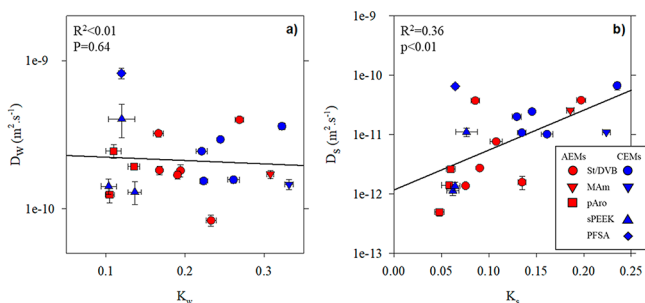 R²<0.01
P=0.64
a)
1e-9
1e-10
D_W (m².s⁻¹)
0.1
0.2
0.3
K_w
R²=0.36
p<0.01
b)
1e-9
1e-10
1e-11
1e-12
1e-13
D_s (m².s⁻¹)
AEMs CEMs
St/DVB
MAm
pAro
sPEEK
PFSA
0.00
0.05
0.10
0.15
0.20
0.25
K_s